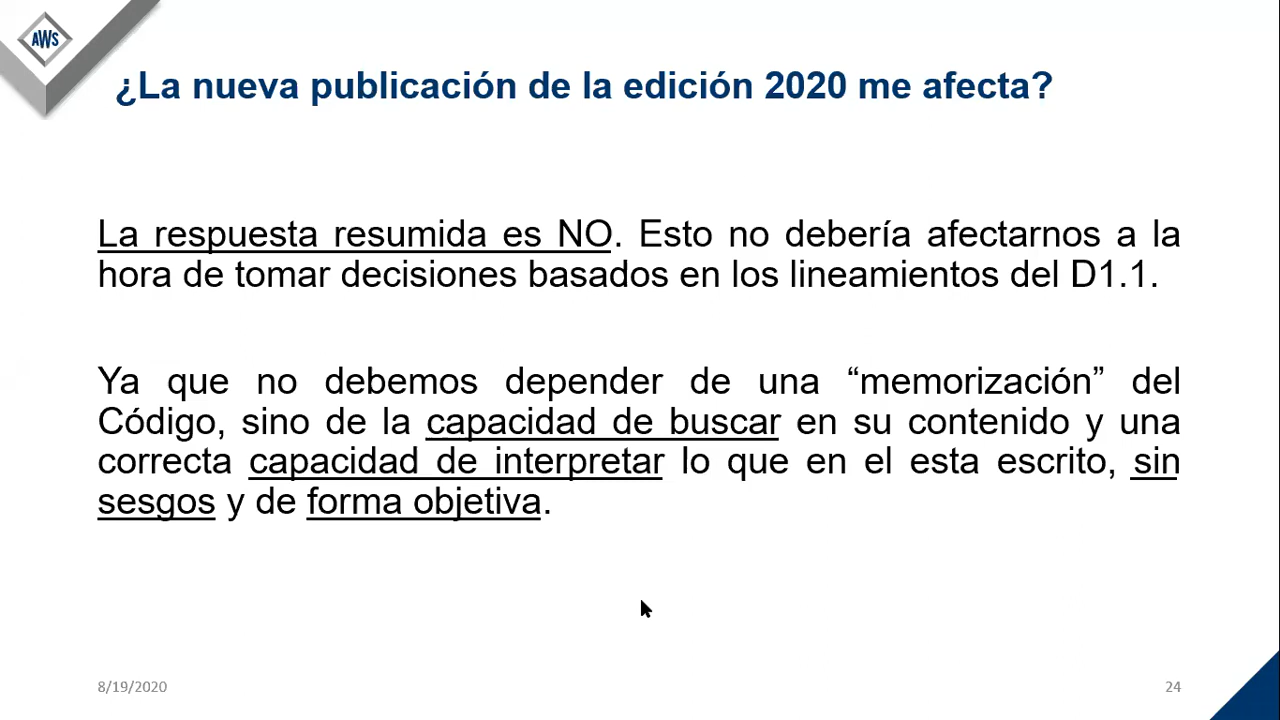 AWS
¿La nueva publicación de la edición 2020 me afecta?
La respuesta resumida es NO. Esto no debería afectarnos a la
hora de tomar decisiones basados en los lineamientos del D1.1.
Ya que no debemos depender de una “memorización” del
Código, sino de la capacidad de buscar en su contenido y una
correcta capacidad de interpretar lo que en el esta escrito, sin
sesgos y de forma objetiva.
8/19/2020
24